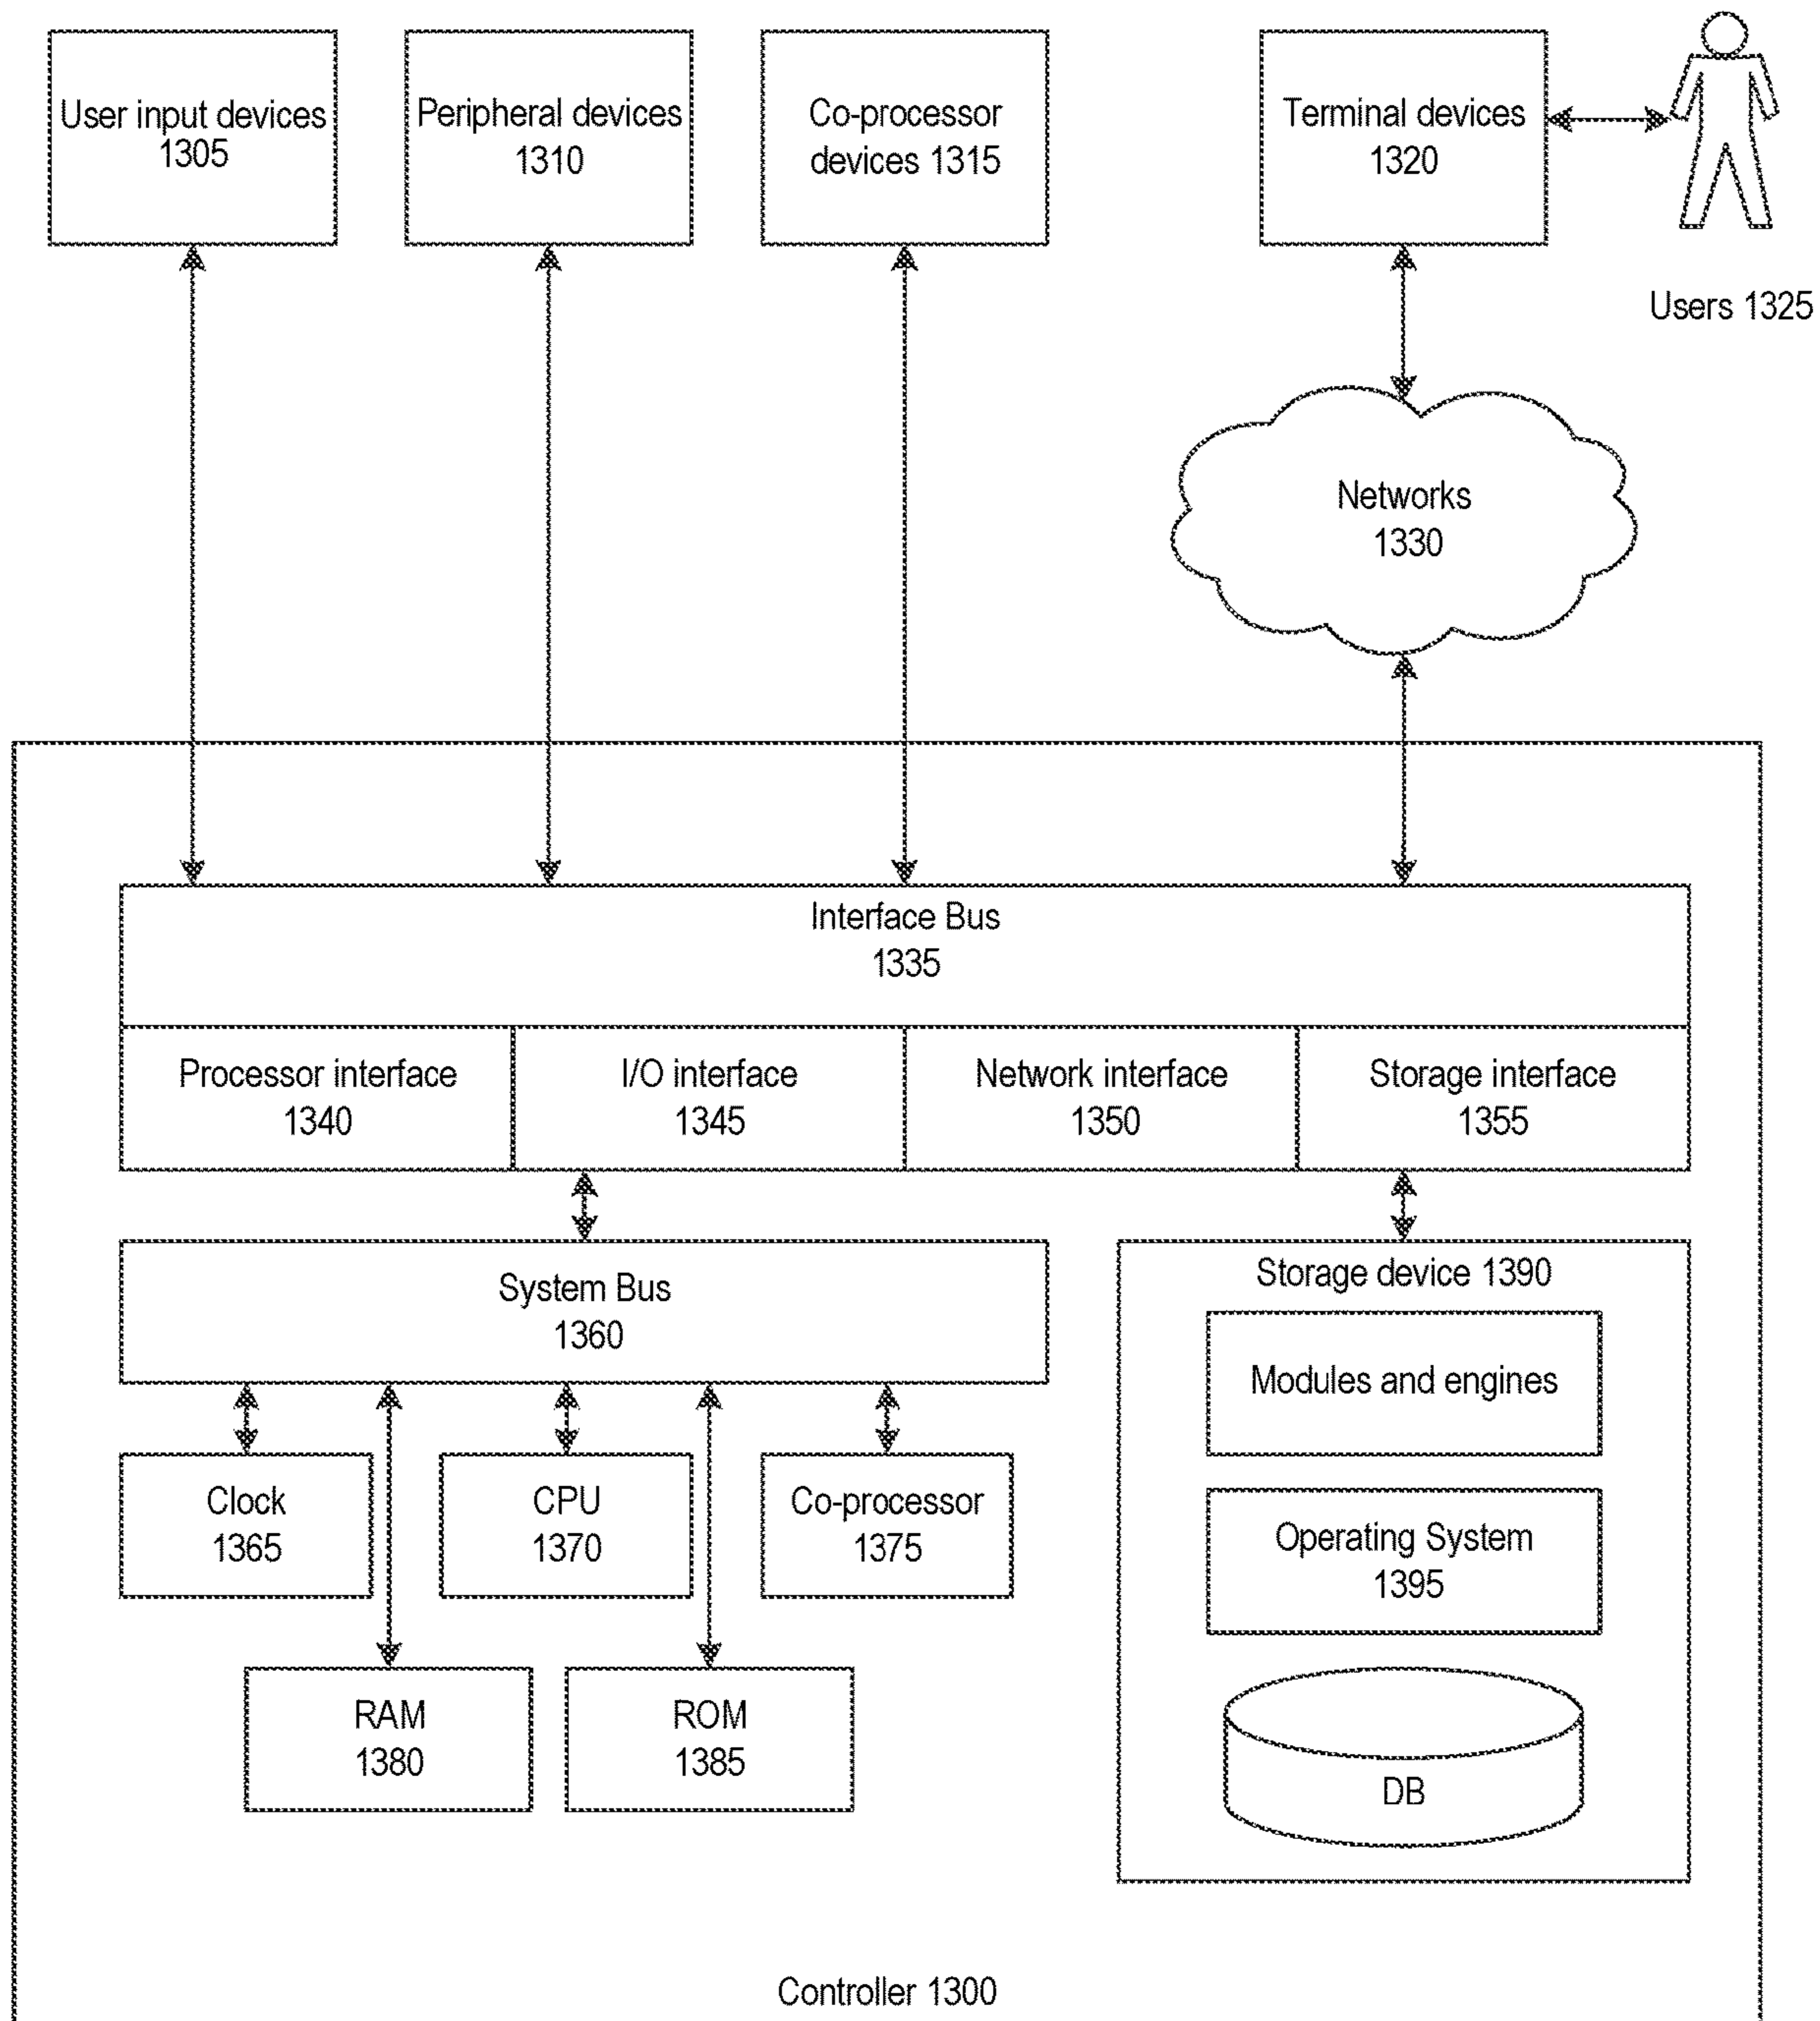 User input devices
1305
Peripheral devices
1310
Co-processor
devices 1315
Terminal devices
1320
Users 1325
Networks
1330
Interface Bus
1335
Processor interface
1340
I/O interface
1345
Network interface
1350
Storage interface
1355
System Bus
1360
Storage device 1390
Modules and engines
Clock
1365
CPU
1370
Co-processor
1375
Operating System
1395
RAM
1380
ROM
1385
DB
Controller 1300